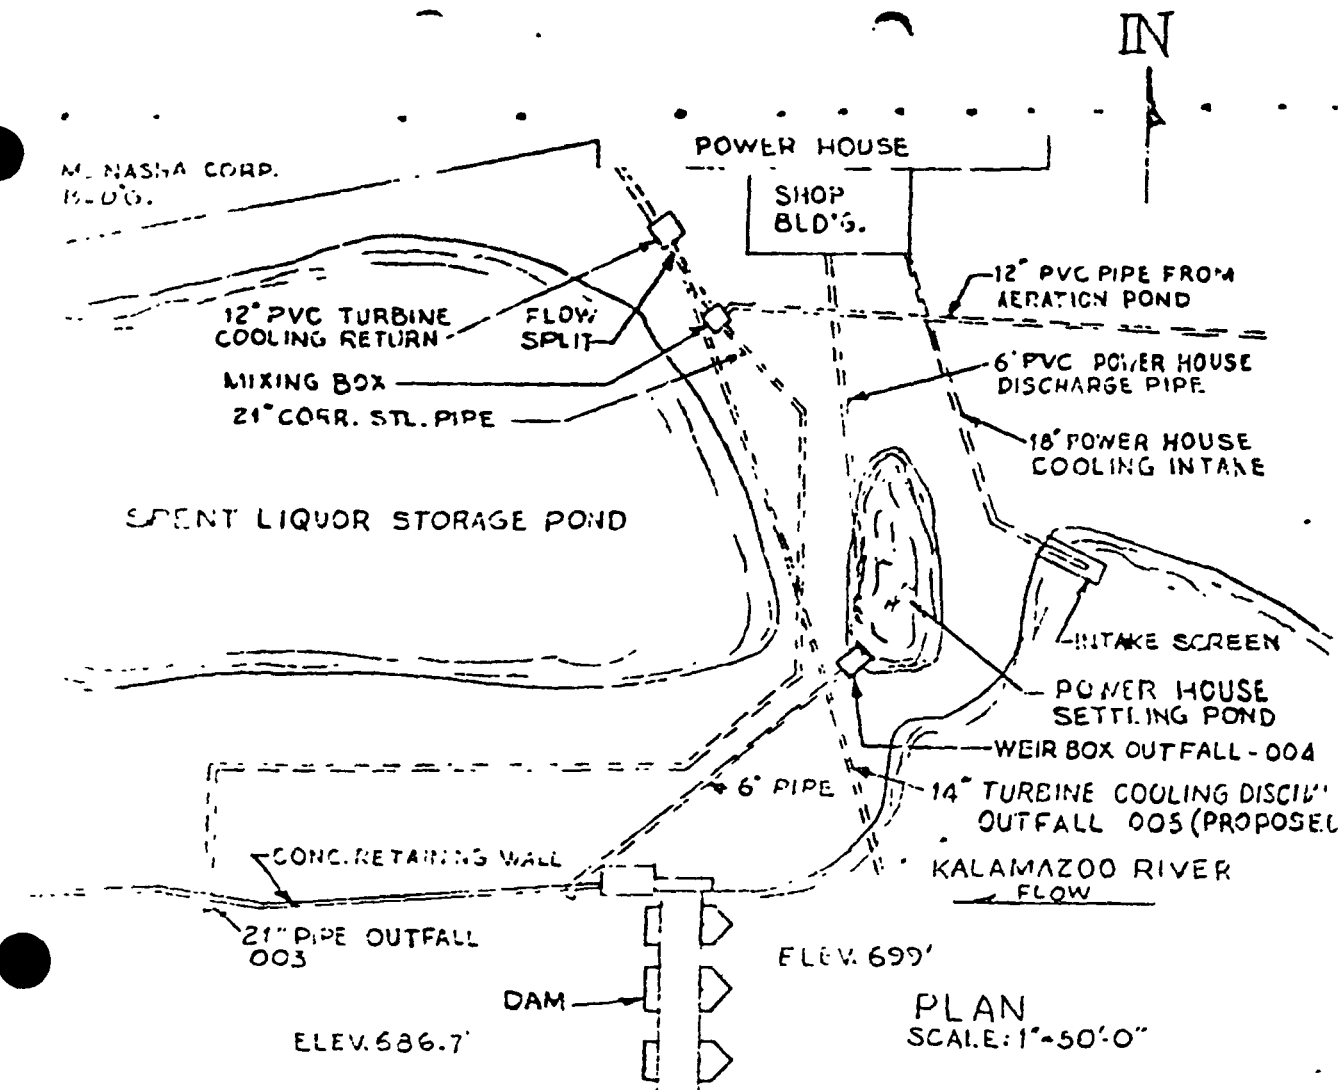 N
POWER HOUSE
M NASHA CORP.
BLD'G.
SHOP
BLD'G.
12" PVC PIPE FROM
AERATION POND
12" PVC TURBINE
COOLING RETURN
FLOW
SPLIT
MIXING BOX
21" CORR. STL. PIPE
6" PVC POWER HOUSE
DISCHARGE PIPE
18" POWER HOUSE
COOLING INTAKE
SPENT LIQUOR STORAGE POND
INTAKE SCREEN
POWER HOUSE
SETTLING POND
WEIR BOX OUTFALL-004
6" PIPE
14" TURBINE COOLING
OUTFALL 005 (PROPOSED
CONC. RETAINING WALL
KALAMAZOO RIVER
FLOW
21" PIPE OUTFALL
003
ELEV. 699'
DAM
PLAN
SCALE: 1"=50'-0"
ELEV. 686.7'